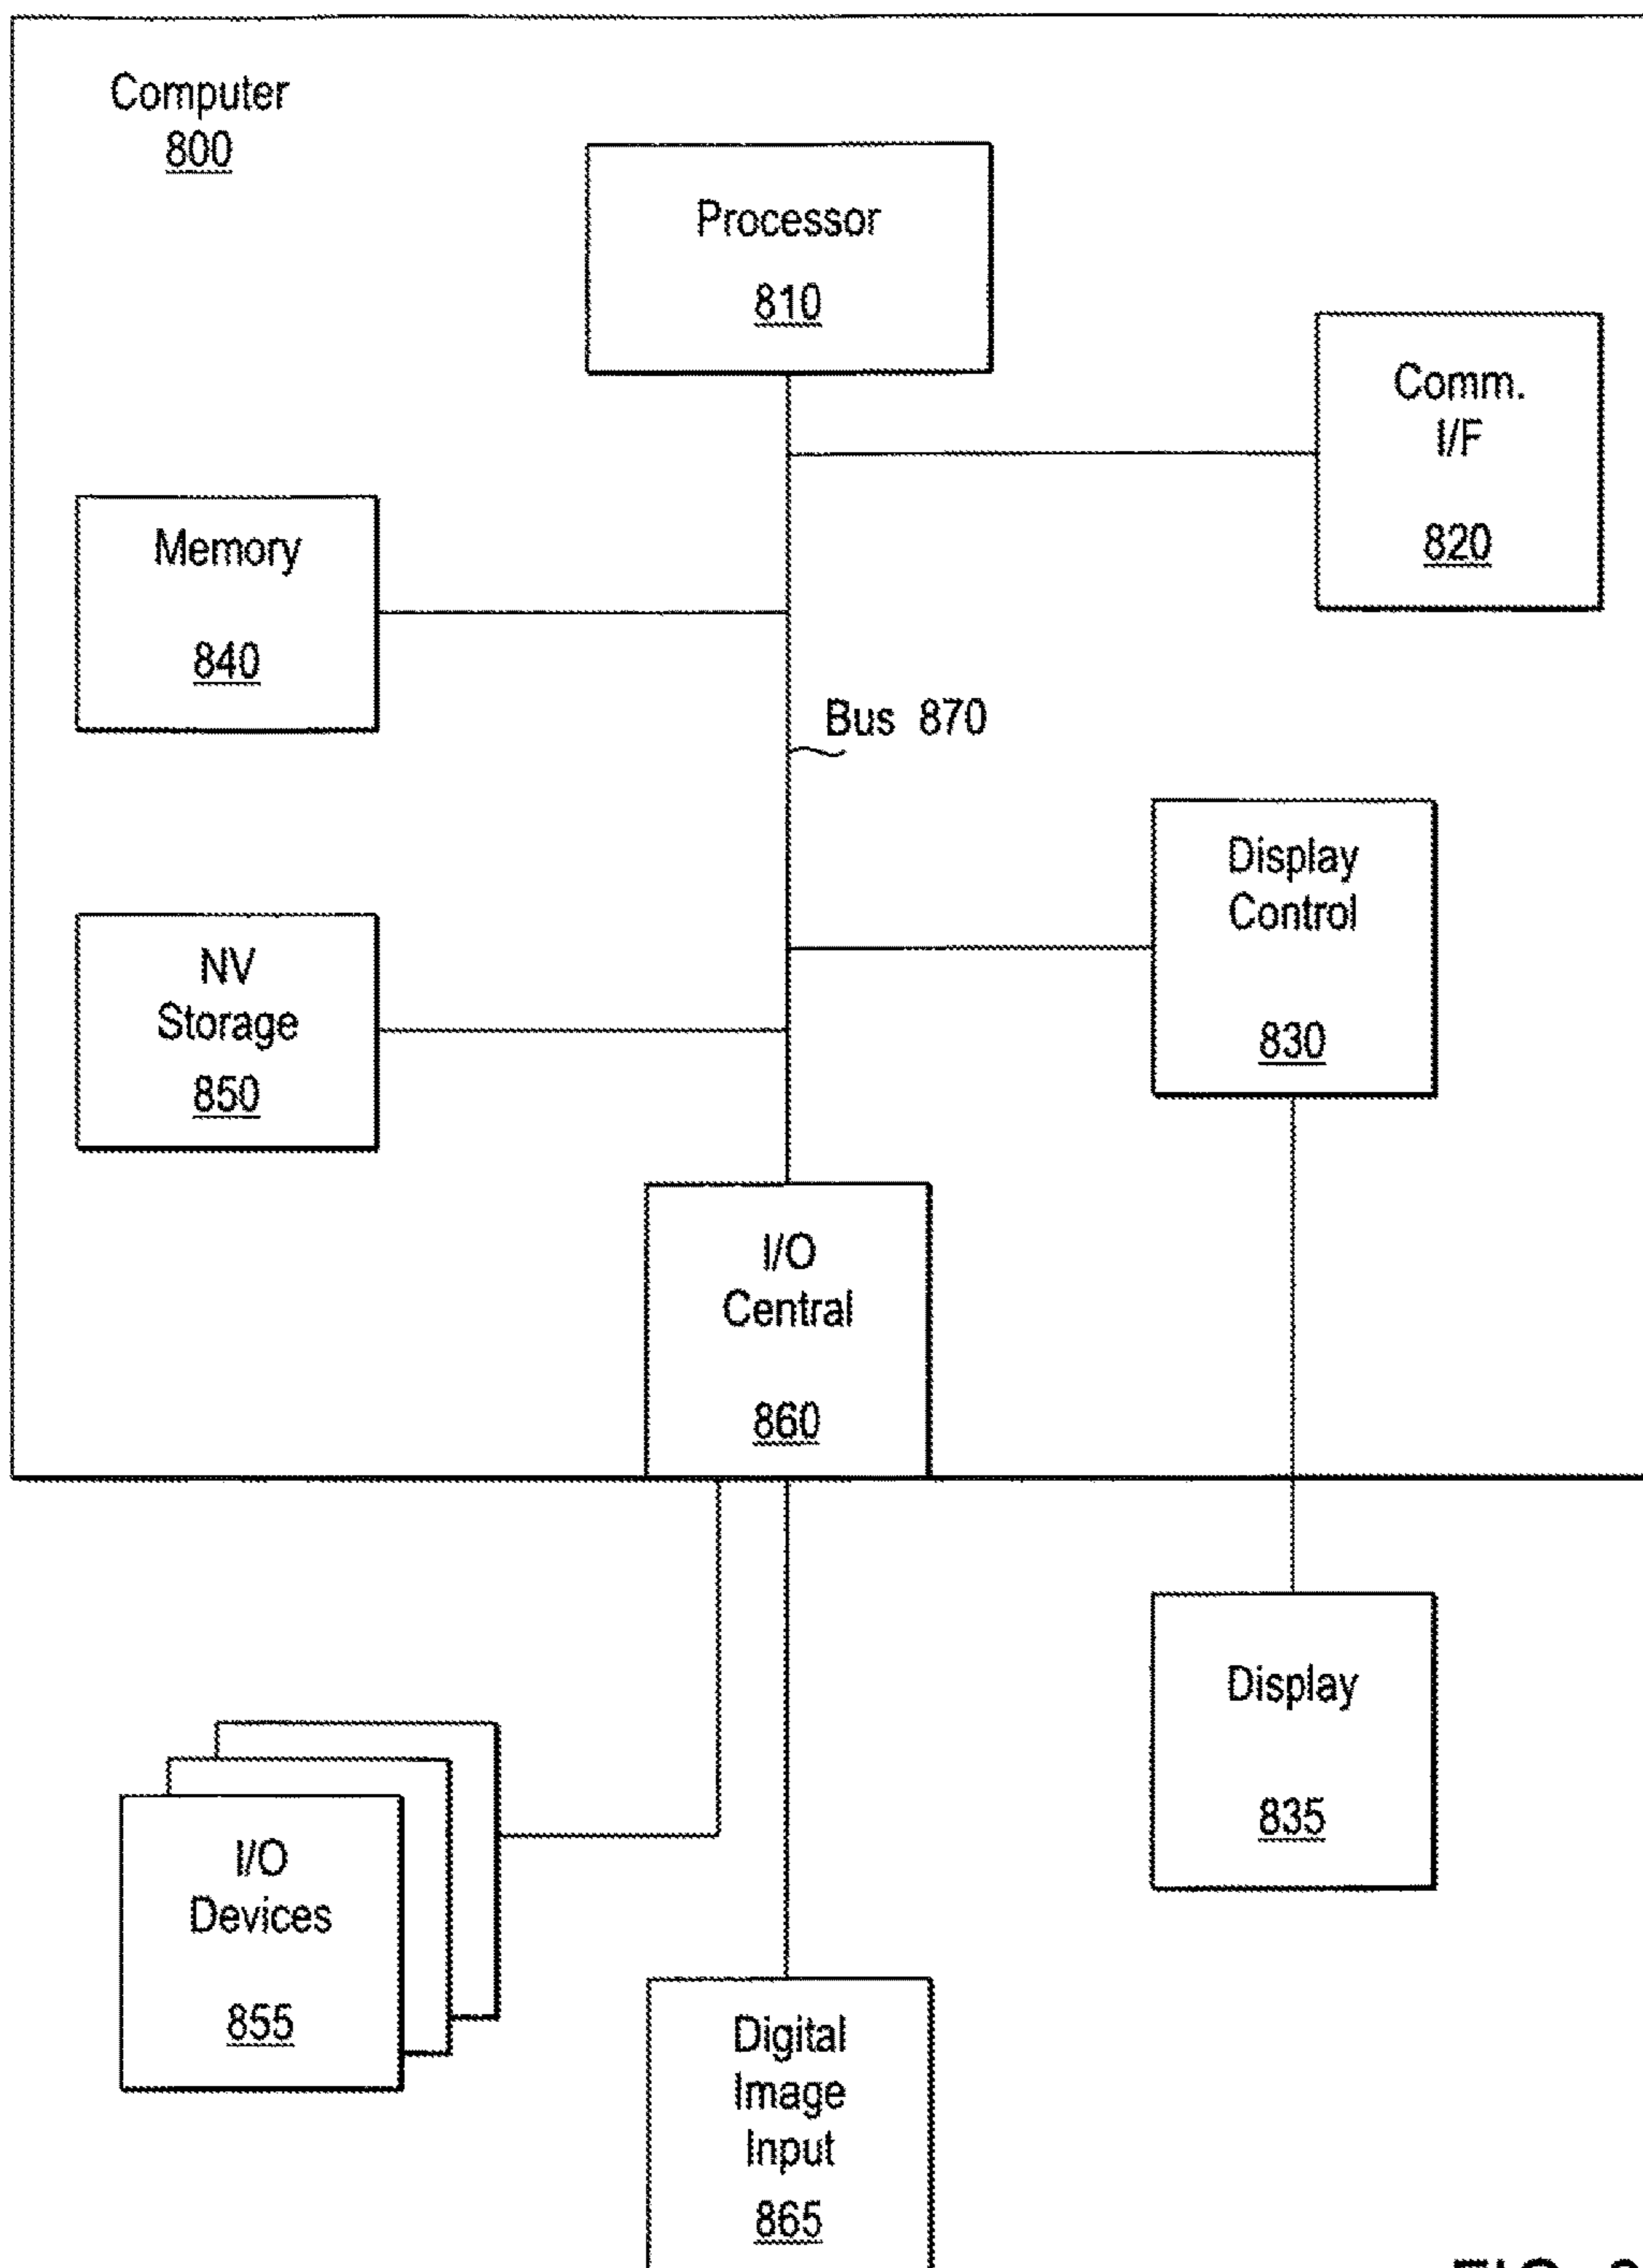 Computer
800
Processor
810
Comm.
I/F
820
Memory
840
Bus 870
Display
Control
830
NV
Storage
850
I/O
Central
860
Display
835
I/O
Devices
855
Digital
Image
Input
865